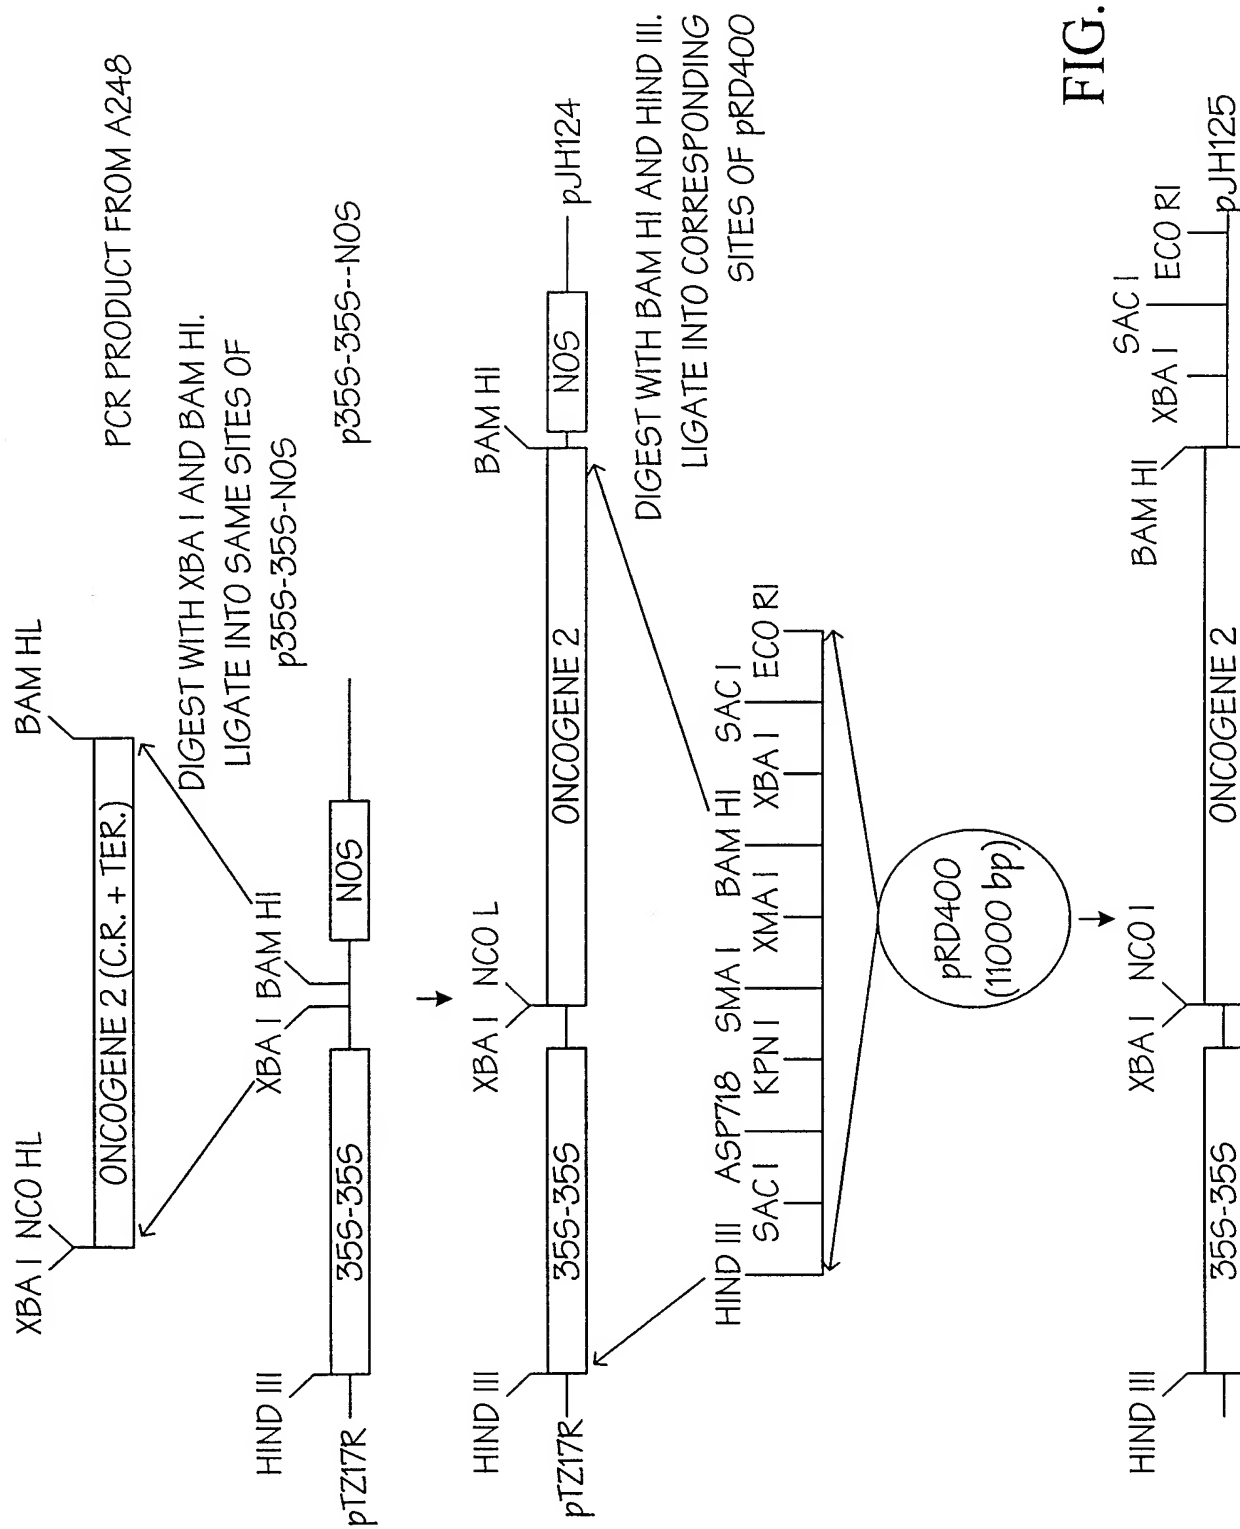 XBA I NCO HL
BAM HL
ONCOGENE 2 (C.R. + TER.)
PCR PRODUCT FROM A248
DIGEST WITH XBA I AND BAM HI.
LIGATE INTO SAME SITES OF
p35S-35S-NOS
HIND III
XBA I BAM HI
pTZ17R
35S-35S
NOS
p35S-35S--NOS
HIND III
XBA I NCO L
BAM HI
pTZ17R
35S-35S
ONCOGENE 2
NOS
pJH124
DIGEST WITH BAM HI AND HIND III.
LIGATE INTO CORRESPONDING
SITES OF pRD400
HIND III ASP718 SMA I BAM HI SAC I
SAC I KPN I XMA I XBA I ECO RI
pRD400
(11000 bp)
FIG.
HIND III
XBA I NCO I
BAM HI
SAC I
XBA I ECO RI
35S-35S
ONCOGENE 2
pJH125